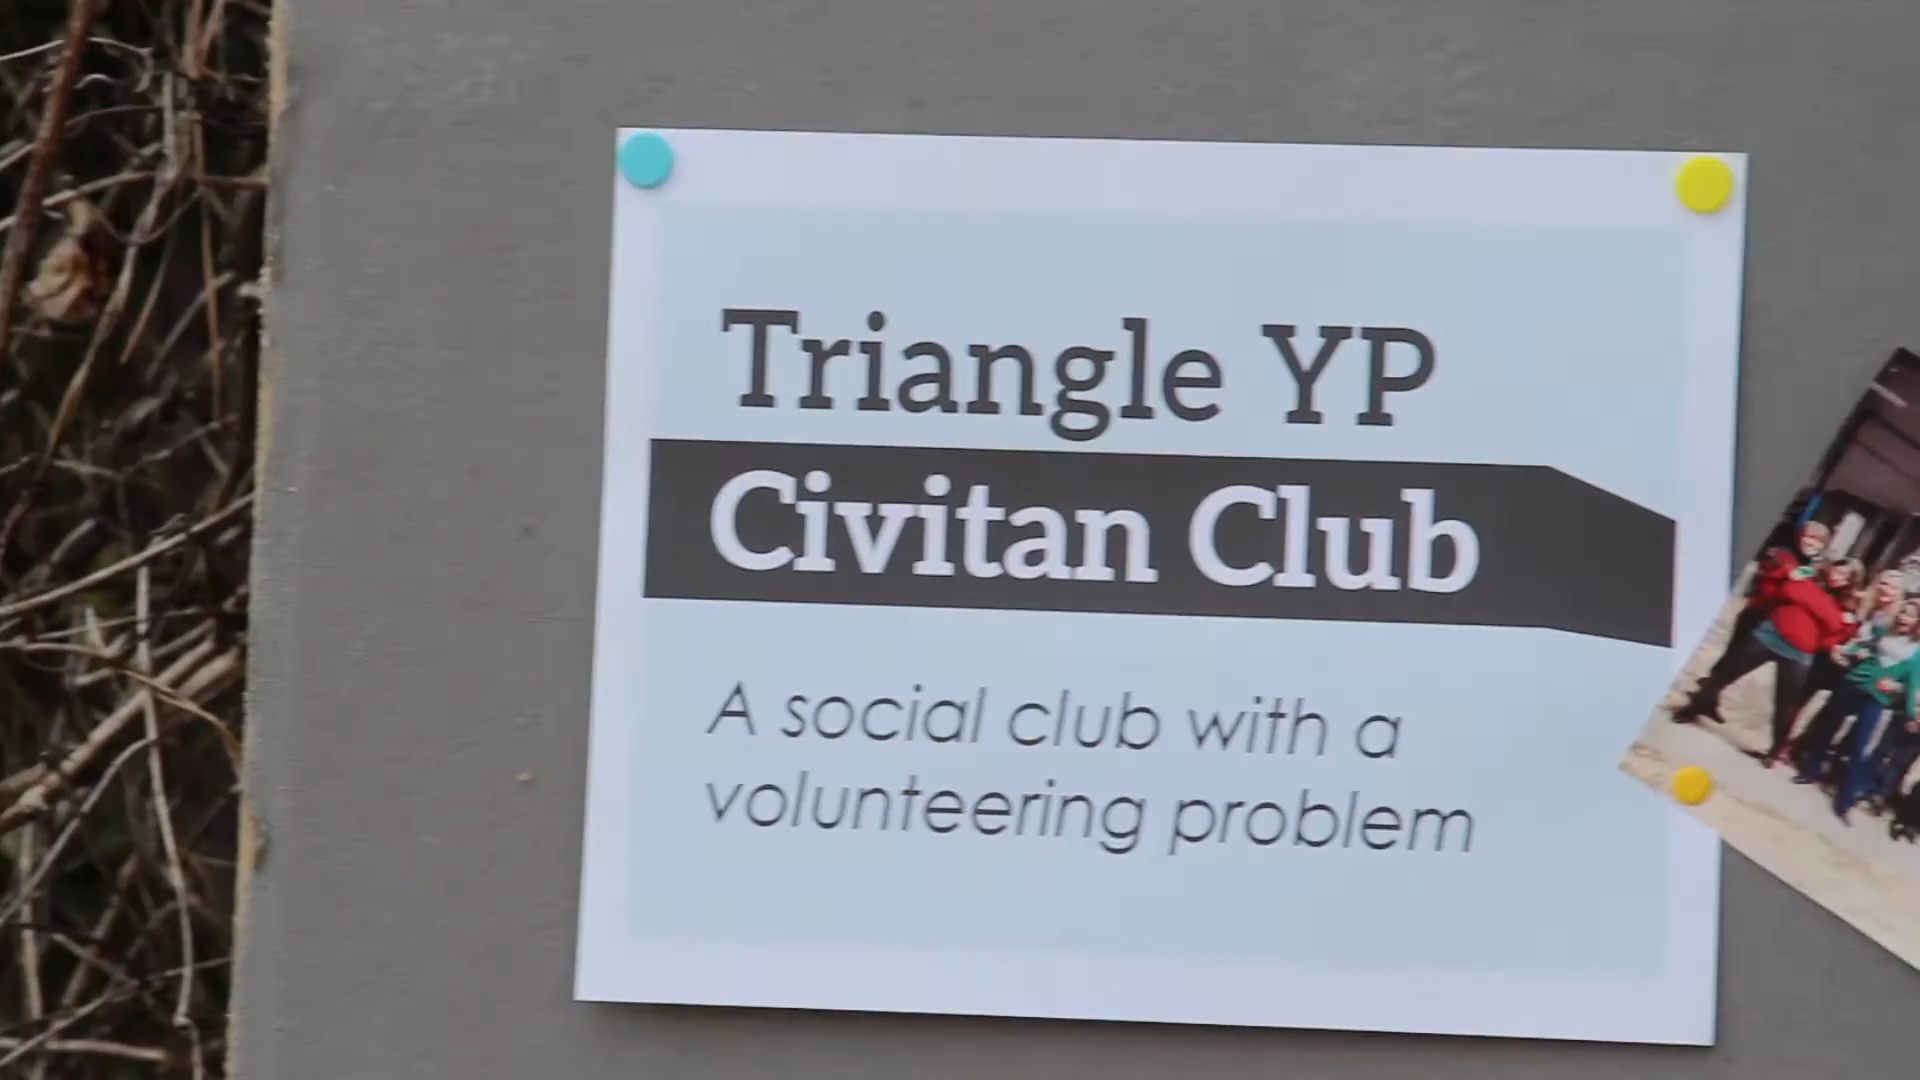 Triangle YP
Civitan Club
A social club with a
volunteering problem